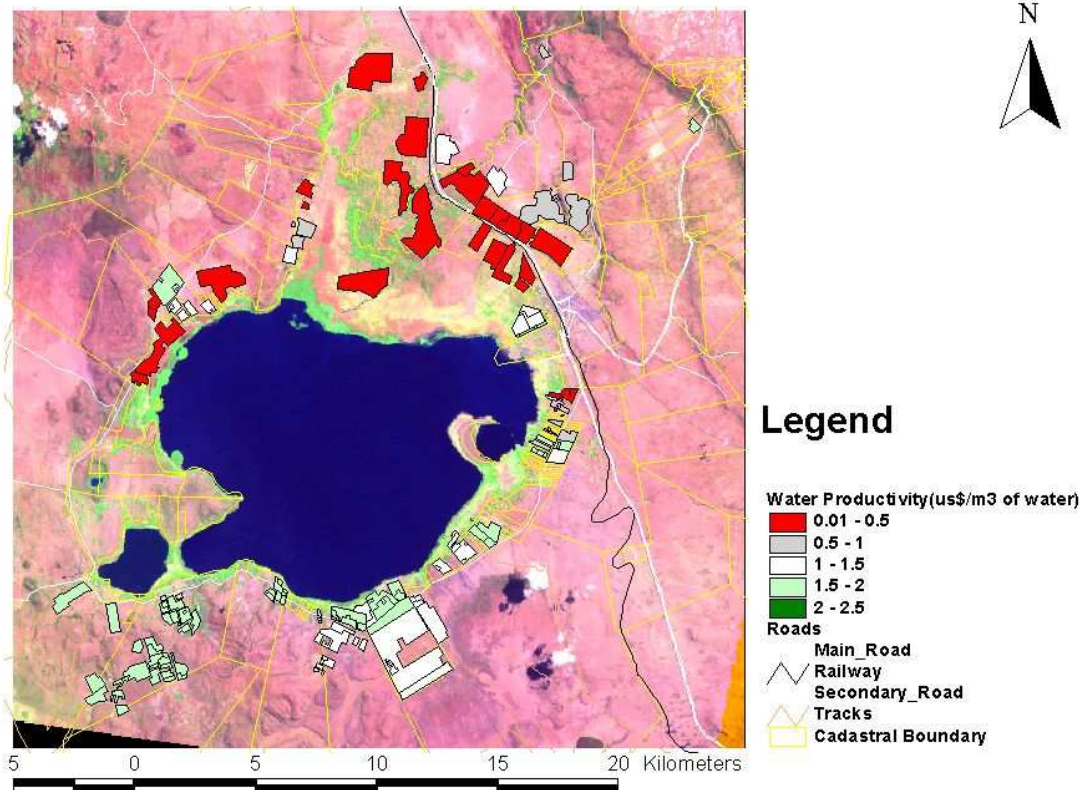 N
Legend
Water Productivity(us$/m3 of water)
0.01 - 0.5
0.5 - 1
1 - 1.5
1.5 - 2
2 - 2.5
Roads
Main_Road
Railway
Secondary_Road
Tracks
Cadastral Boundary
5 0 5 10 15 20 Kilometers